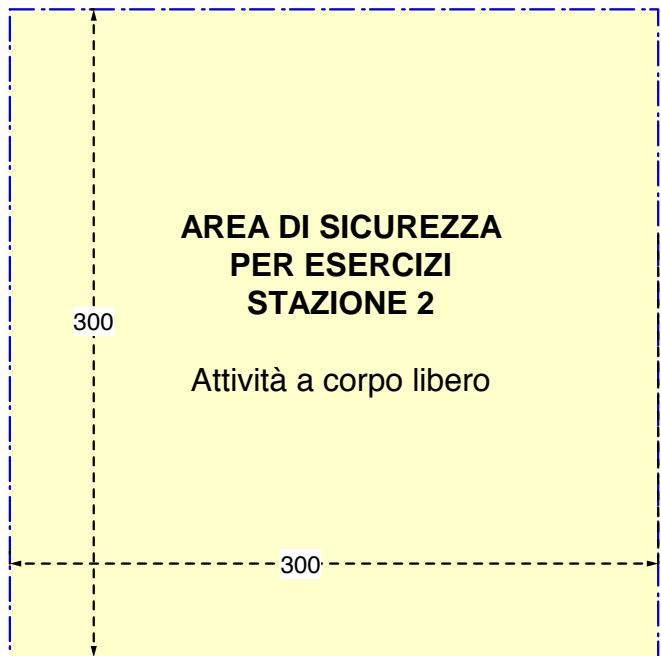 AREA DI SICUREZZA
PER ESERCIZI
STAZIONE 2
300
Attività a corpo libero
300